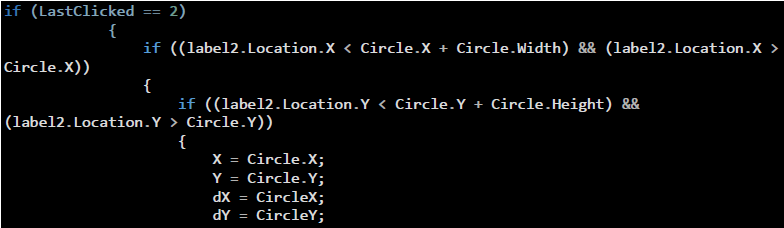 if (LastClicked == 2)
{
if ((label2.Location.X < Circle.X + Circle.Width) && (label2.Location.X >
Circle.X))
{
if ((label2.Location.Y < Circle.Y + Circle.Height) &&
(label2.Location.Y > Circle.Y))
{
X = Circle.X;
Y = Circle.Y;
dX = CircleX;
dY = CircleY;